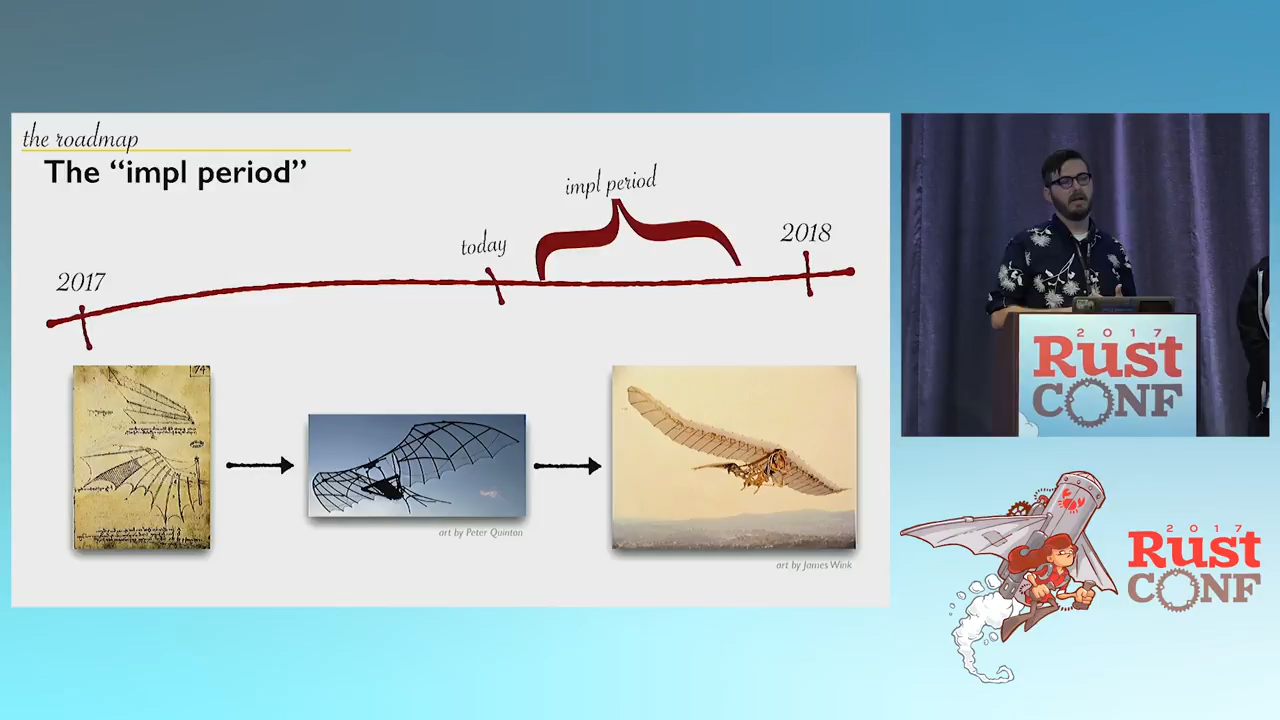 the roadmap
The “impl period”
impl period
today
2018
2017
74
art by Peter Quinton
art by James Wink
2017
Rust
CONF
2017
Rust
CONF